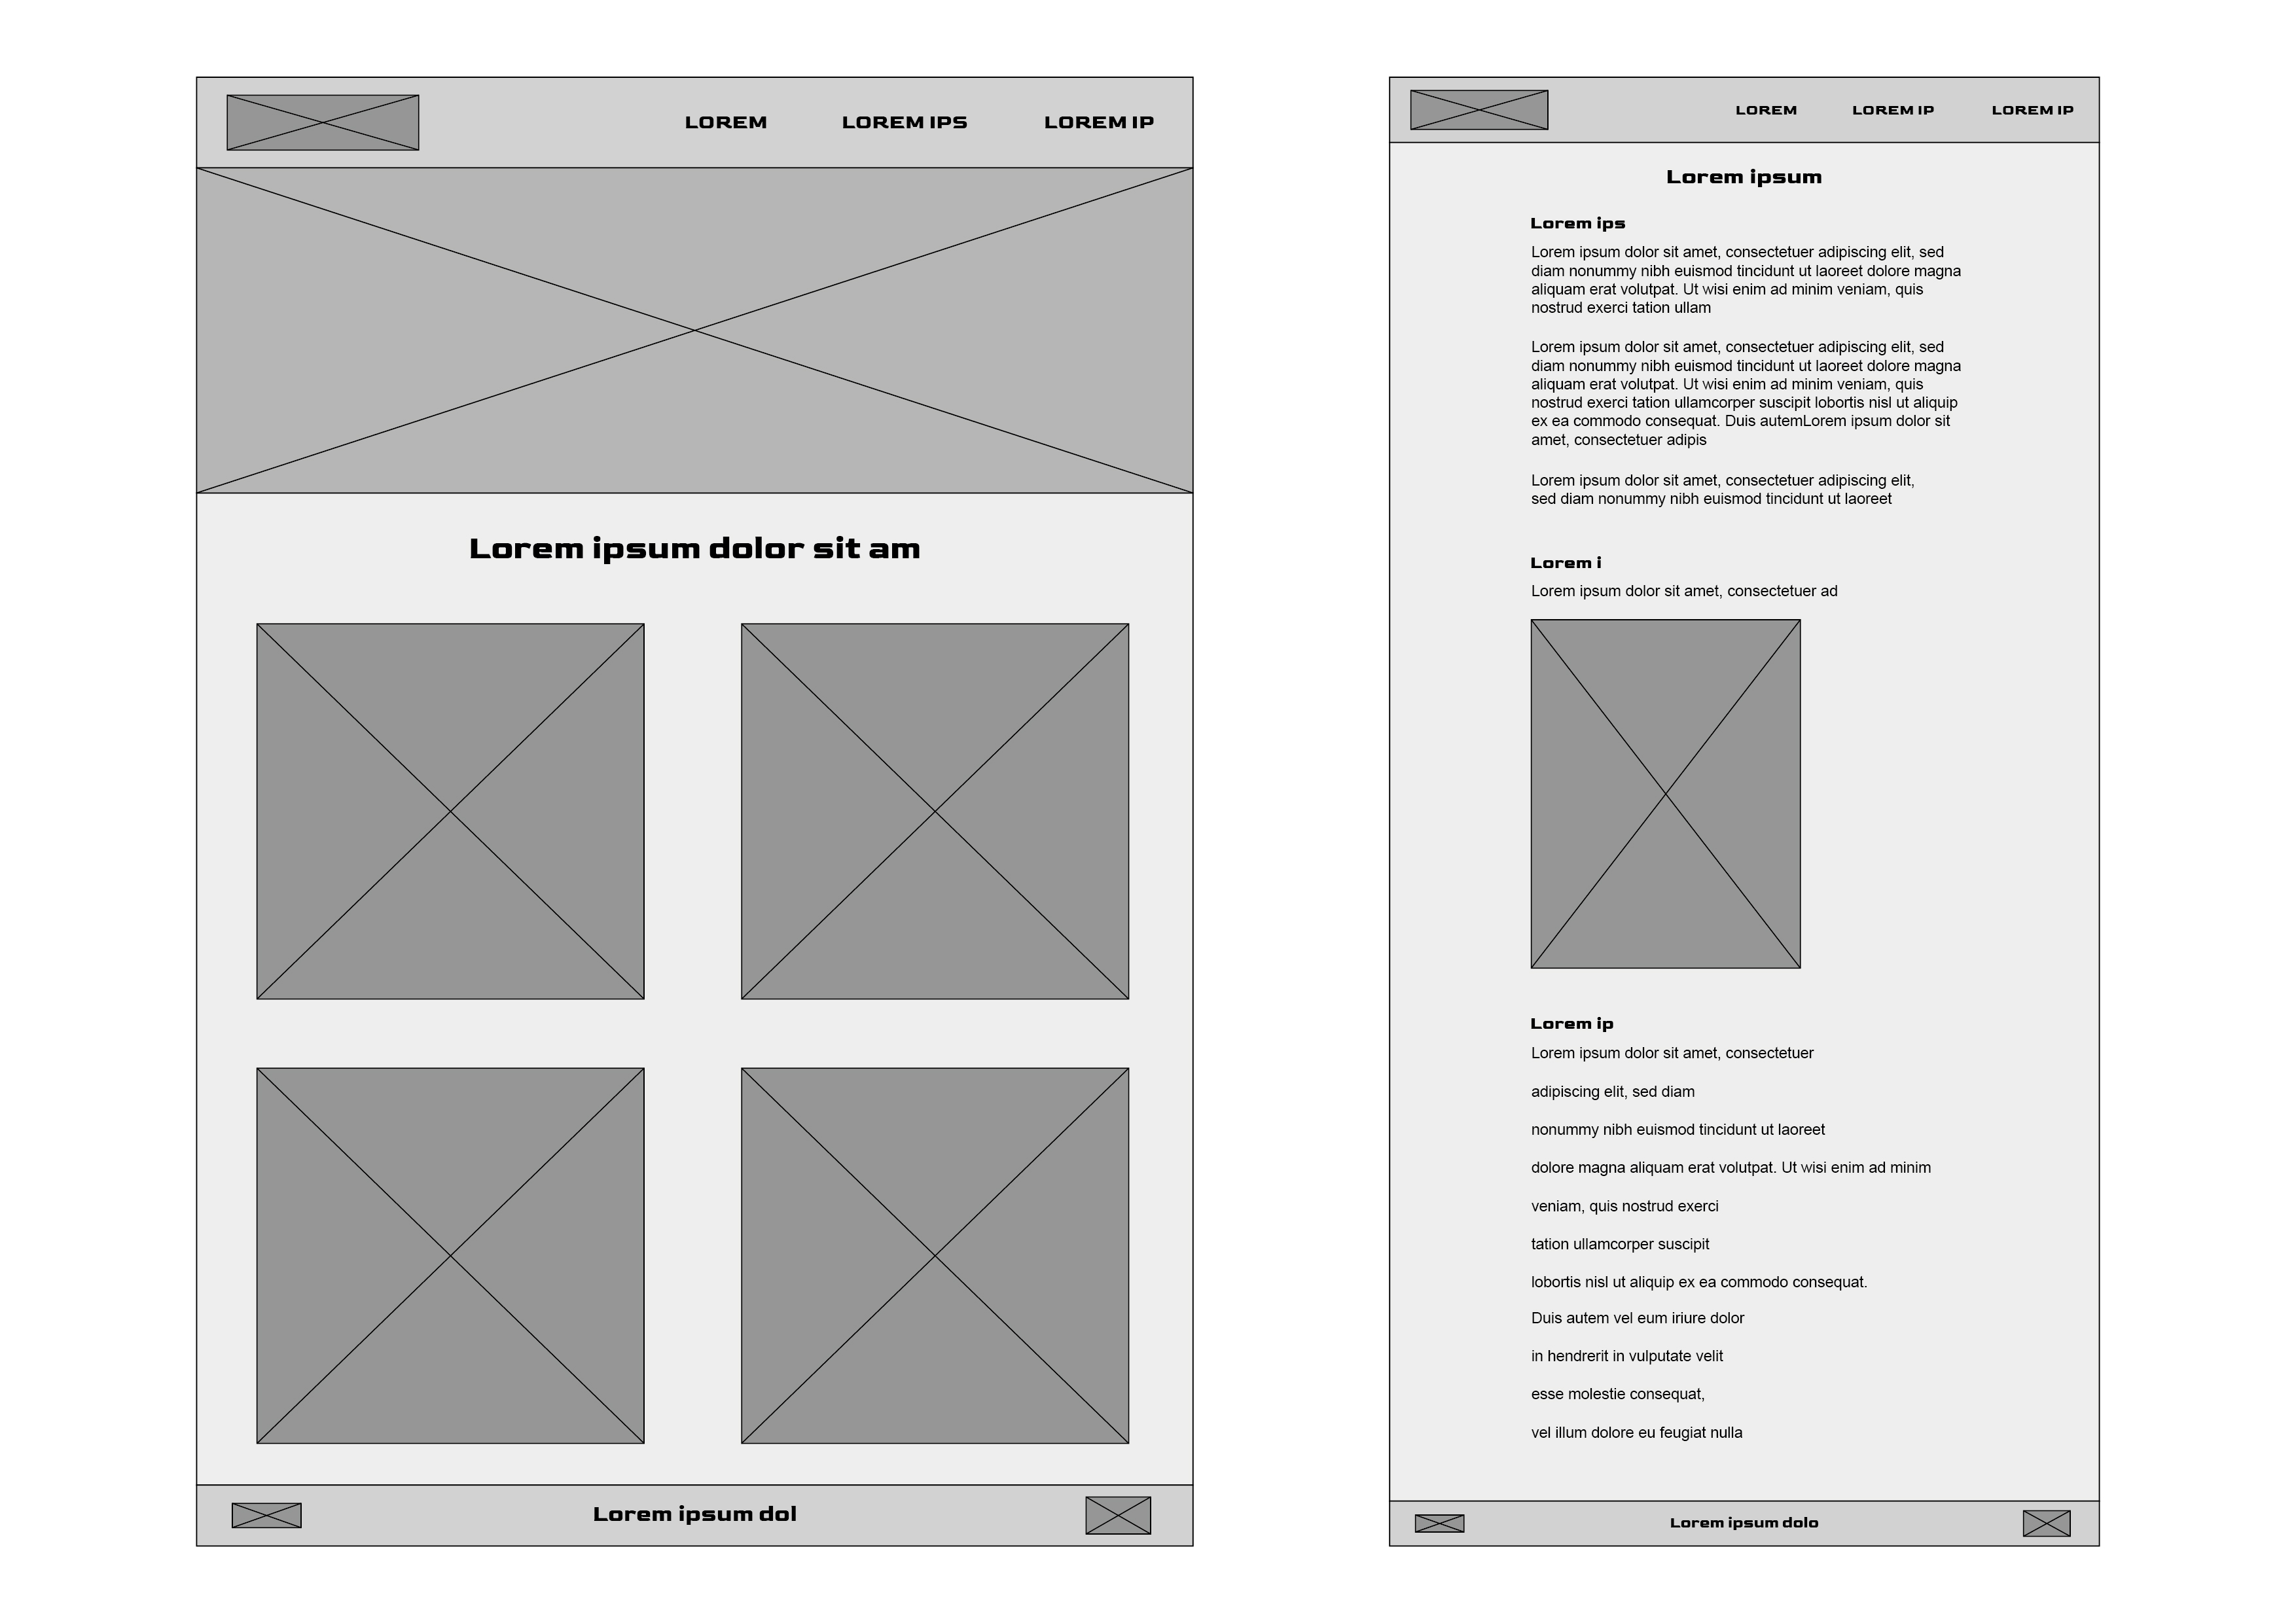 LOREM LOREM IPS LOREM IP
Lorem ipsum dolor sit am
Lorem ipsum dol
LOREM LOREM IP LOREM IP
Lorem ipsum
Lorem ips
Lorem ipsum dolor sit amet, consectetuer adipiscing elit, sed
diam nonummy nibh euismod tincidunt ut laoreet dolore magna
aliquam erat volutpat. Ut wisi enim ad minim veniam, quis
nostrud exerci tation ullam
Lorem ipsum dolor sit amet, consectetuer adipiscing elit, sed
diam nonummy nibh euismod tincidunt ut laoreet dolore magna
aliquam erat volutpat. Ut wisi enim ad minim veniam, quis
nostrud exerci tation ullamcorper suscipit lobortis nisl ut aliquip
ex ea commodo consequat. Duis autemLorem ipsum dolor sit
amet, consectetuer adipis
Lorem ipsum dolor sit amet, consectetuer adipiscing elit,
sed diam nonummy nibh euismod tincidunt ut laoreet
Lorem i
Lorem ipsum dolor sit amet, consectetuer ad
Lorem ip
Lorem ipsum dolor sit amet, consectetuer
adipiscing elit, sed diam
nonummy nibh euismod tincidunt ut laoreet
dolore magna aliquam erat volutpat. Ut wisi enim ad minim
veniam, quis nostrud exerci
tation ullamcorper suscipit
lobortis nisl ut aliquip ex ea commodo consequat.
Duis autem vel eum iriure dolor
in hendrerit in vulputate velit
esse molestie consequat,
vel illum dolore eu feugiat nulla
Lorem ipsum dolo